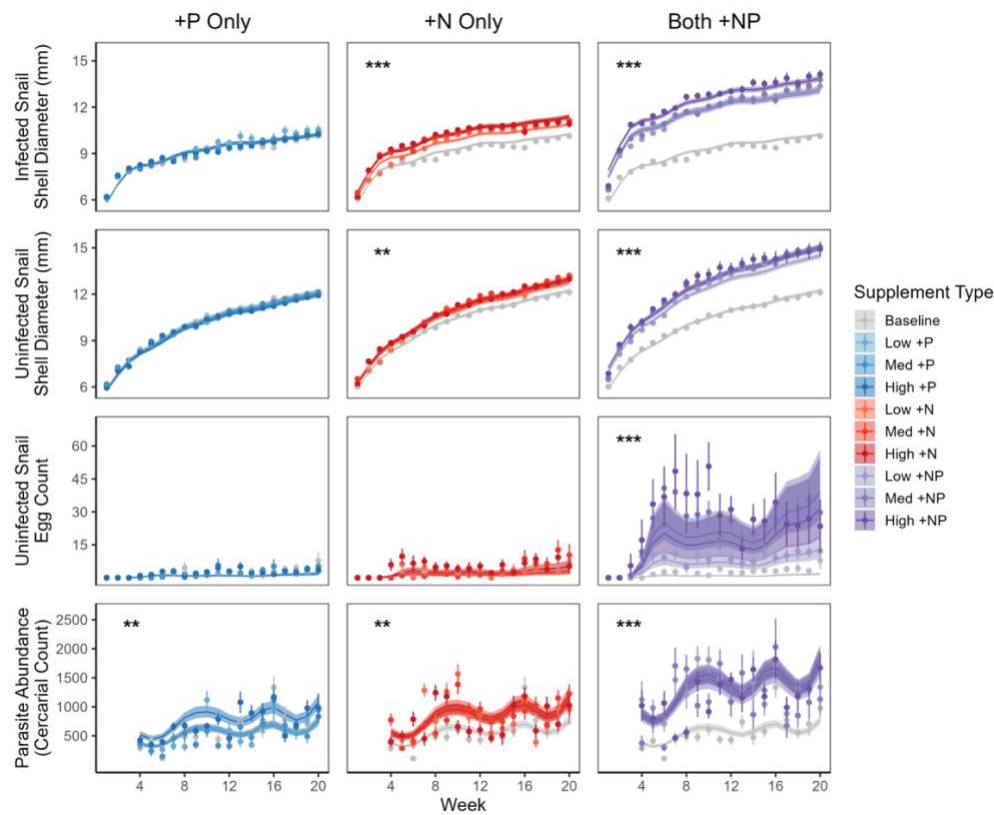 +P Only
+N Only
Both +NP
Infected Snail
Shell Diameter (mm)
15
12
9
6
***
***
Uninfected Snail
Shell Diameter (mm)
15
12
9
6
**
***
Uninfected Snail
Egg Count
60
45
30
15
***
Parasite Abundance
(Cercarial Count)
2500
2000
1500
1000
500
**
**
***
4 8 12 16 20
4 8 12 16 20
4 8 12 16 20
Week
Supplement Type
Baseline
Low +P
Med +P
High +P
Low +N
Med +N
High +N
Low +NP
Med +NP
High +NP